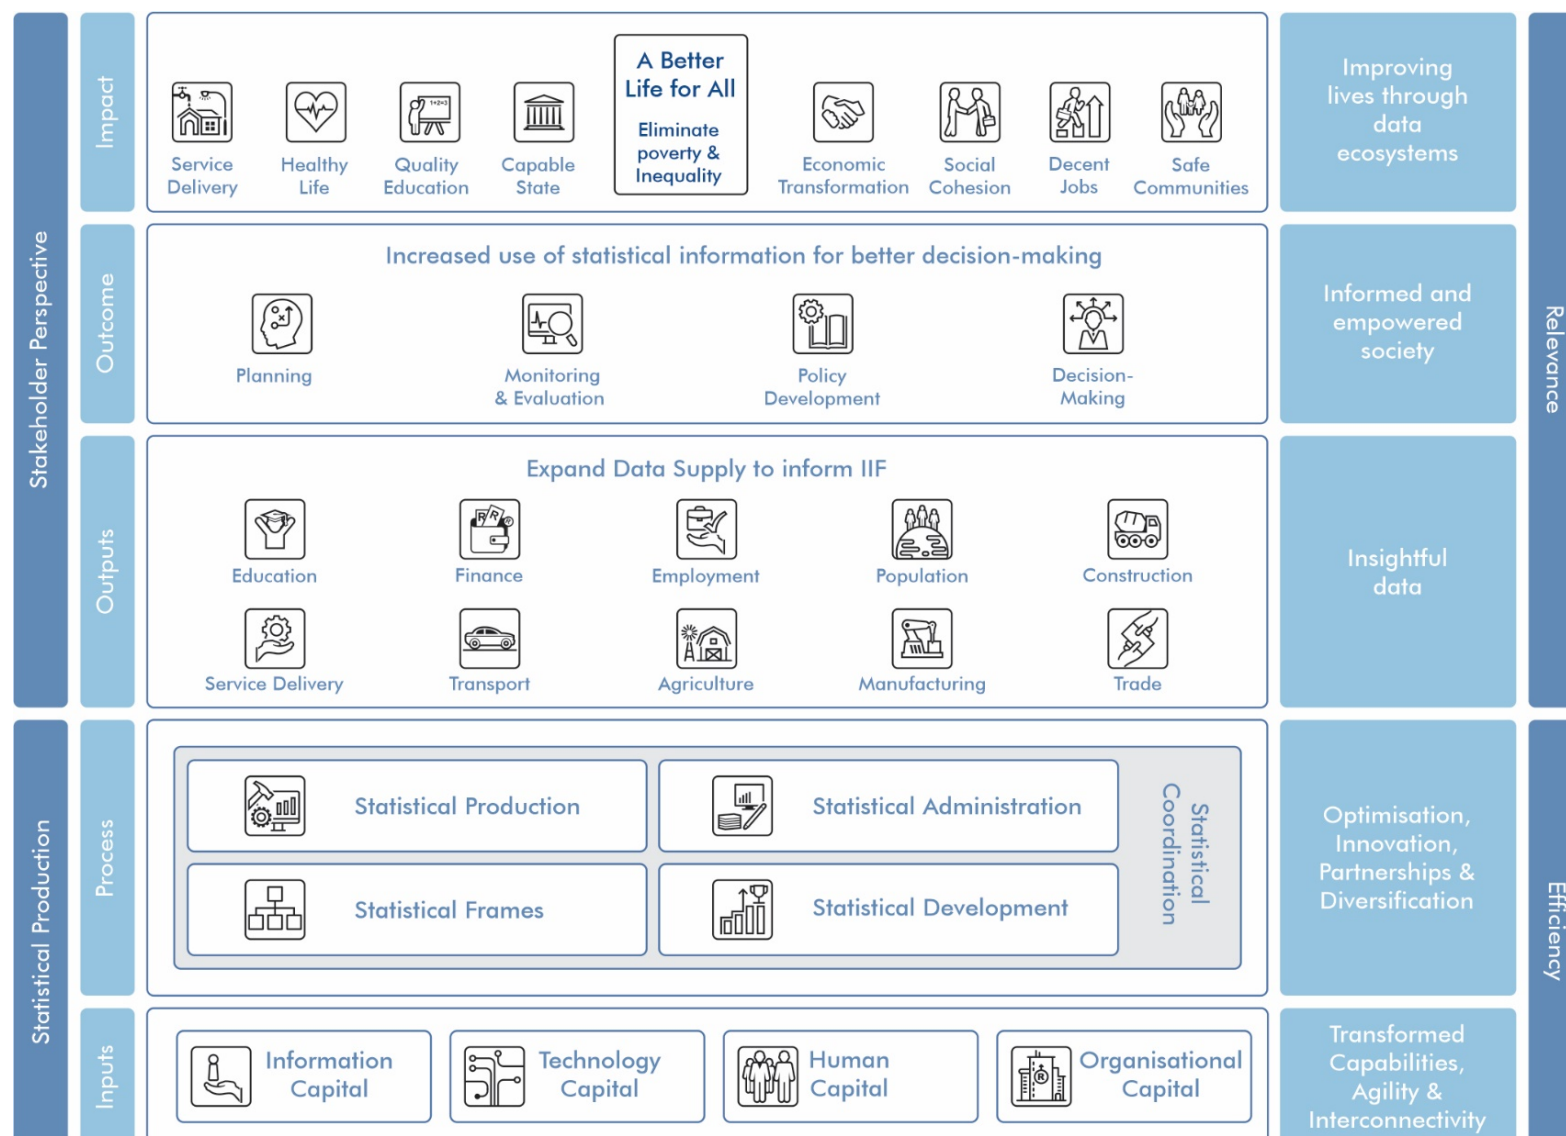 Stakeholder Perspective
Impact
Service
Delivery
Healthy
Life
1+2=3
Quality
Education
Capable
State
A Better
Life for All
Eliminate
poverty &
Inequality
Economic
Transformation
Social
Cohesion
Decent
Jobs
Safe
Communities
Improving
lives through
data
ecosystems
Relevance
Outcome
Increased use of statistical information for better decision-making
Planning
Monitoring
& Evaluation
Policy
Development
Decision-
Making
Informed and
empowered
society
Outputs
Expand Data Supply to inform IIF
Education
R R R
Finance
Employment
Population
Construction
Service Delivery
Transport
Agriculture
Manufacturing
Trade
Insightful
data
Statistical Production
Process
Statistical Production
Statistical Administration
Statistical Frames
Statistical Development
Statistical
Coordination
Optimisation,
Innovation,
Partnerships &
Diversification
Efficiency
Inputs
Information
Capital
Technology
Capital
Human
Capital
R
Organisational
Capital
Transformed
Capabilities,
Agility &
Interconnectivity